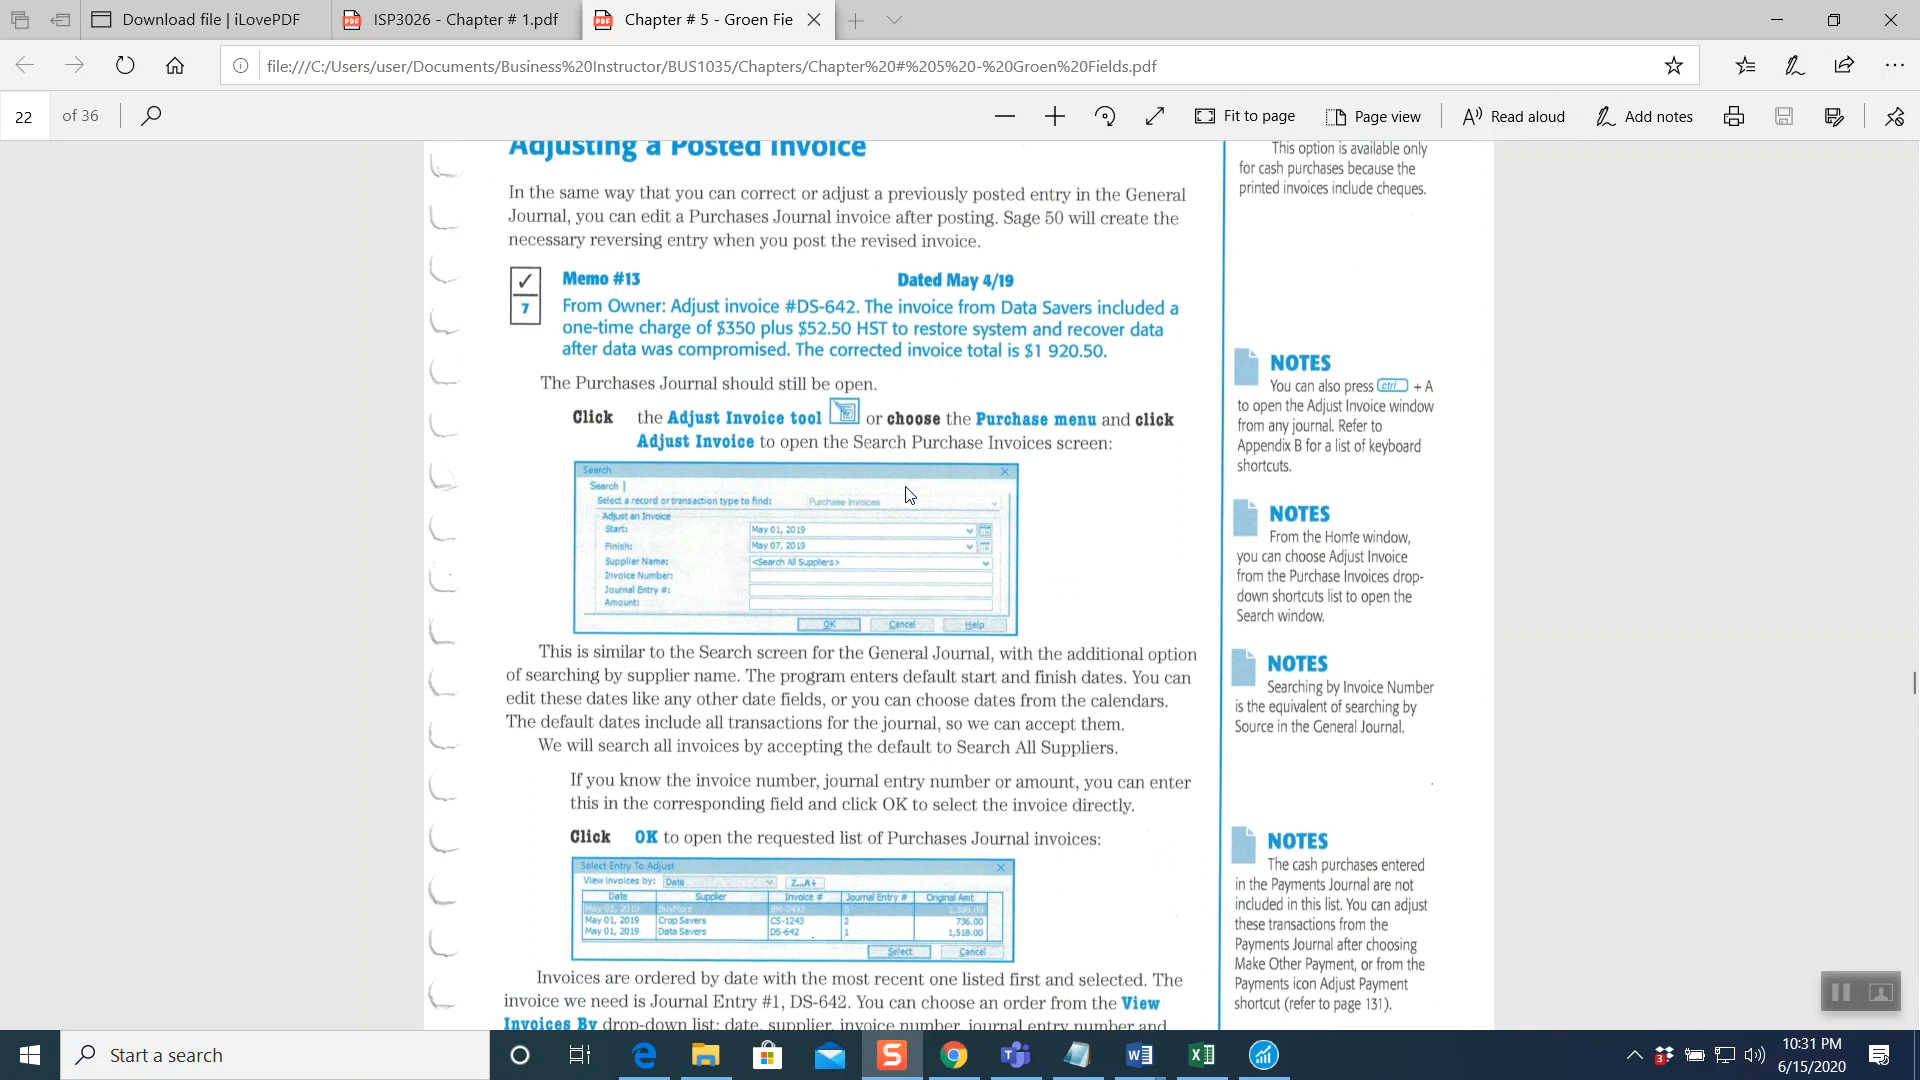 Download file | iLovePDF
ISP3026 - Chapter # 1.pdf
Chapter # 5 - Groen Fie
file:///C:/Users/user/Documents/Business%20Instructor/BUS1035/Chapters/Chapter%20#%205%20-%20Groen%20Fields.pdf
22 of 36
Fit to page
Page view
Read aloud
Add notes
Adjusting a Posted Invoice
In the same way that you can correct or adjust a previously posted entry in the General
Journal, you can edit a Purchases Journal invoice after posting. Sage 50 will create the
necessary reversing entry when you post the revised invoice.
✓
7
Memo #13 Dated May 4/19
From Owner: Adjust invoice #DS-642. The invoice from Data Savers included a
one-time charge of $350 plus $52.50 HST to restore system and recover data
after data was compromised. The corrected invoice total is $1 920.50.
The Purchases Journal should still be open.
Click the Adjust Invoice tool or choose the Purchase menu and click
Adjust Invoice to open the Search Purchase Invoices screen:
Search
Search
Select a record or transaction type to find: Purchase Invoices
Adjust an Invoice
Start: May 01, 2019
Finish: May 07, 2019
Supplier Name: <Search All Suppliers>
Invoice Number:
Journal Entry #:
Amount:
OK Cancel Help
This is similar to the Search screen for the General Journal, with the additional option
of searching by supplier name. The program enters default start and finish dates. You can
edit these dates like any other date fields, or you can choose dates from the calendars.
The default dates include all transactions for the journal, so we can accept them.
We will search all invoices by accepting the default to Search All Suppliers.
If you know the invoice number, journal entry number or amount, you can enter
this in the corresponding field and click OK to select the invoice directly.
Click OK to open the requested list of Purchases Journal invoices:
Select Entry To Adjust
View invoices by: Date Z...A+
Date Supplier Invoice # Journal Entry # Original Amt
May 03, 2019 BuyMore BM-3492 5 1,380.00
May 01, 2019 Crop Savers CS-1243 2 736.00
May 01, 2019 Data Savers DS-642 1 1,518.00
Select Cancel
Invoices are ordered by date with the most recent one listed first and selected. The
invoice we need is Journal Entry #1, DS-642. You can choose an order from the View
Invoices By drop-down list: date, supplier, invoice number, journal entry number and
This option is available only
for cash purchases because the
printed invoices include cheques.
NOTES
You can also press ctrl + A
to open the Adjust Invoice window
from any journal. Refer to
Appendix B for a list of keyboard
shortcuts.
NOTES
From the Home window,
you can choose Adjust Invoice
from the Purchase Invoices drop-
down shortcuts list to open the
Search window.
NOTES
Searching by Invoice Number
is the equivalent of searching by
Source in the General Journal.
NOTES
The cash purchases entered
in the Payments Journal are not
included in this list. You can adjust
these transactions from the
Payments Journal after choosing
Make Other Payment, or from the
Payments icon Adjust Payment
shortcut (refer to page 131).
Start a search
10:31 PM
6/15/2020